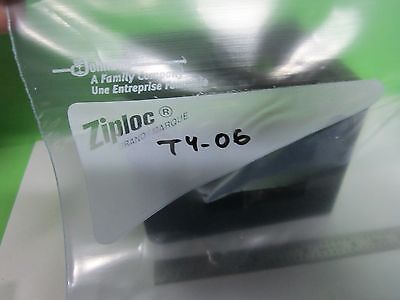 A Family Company
Une Entreprise
Ziploc®
BRAND/MARQUE
T4-06